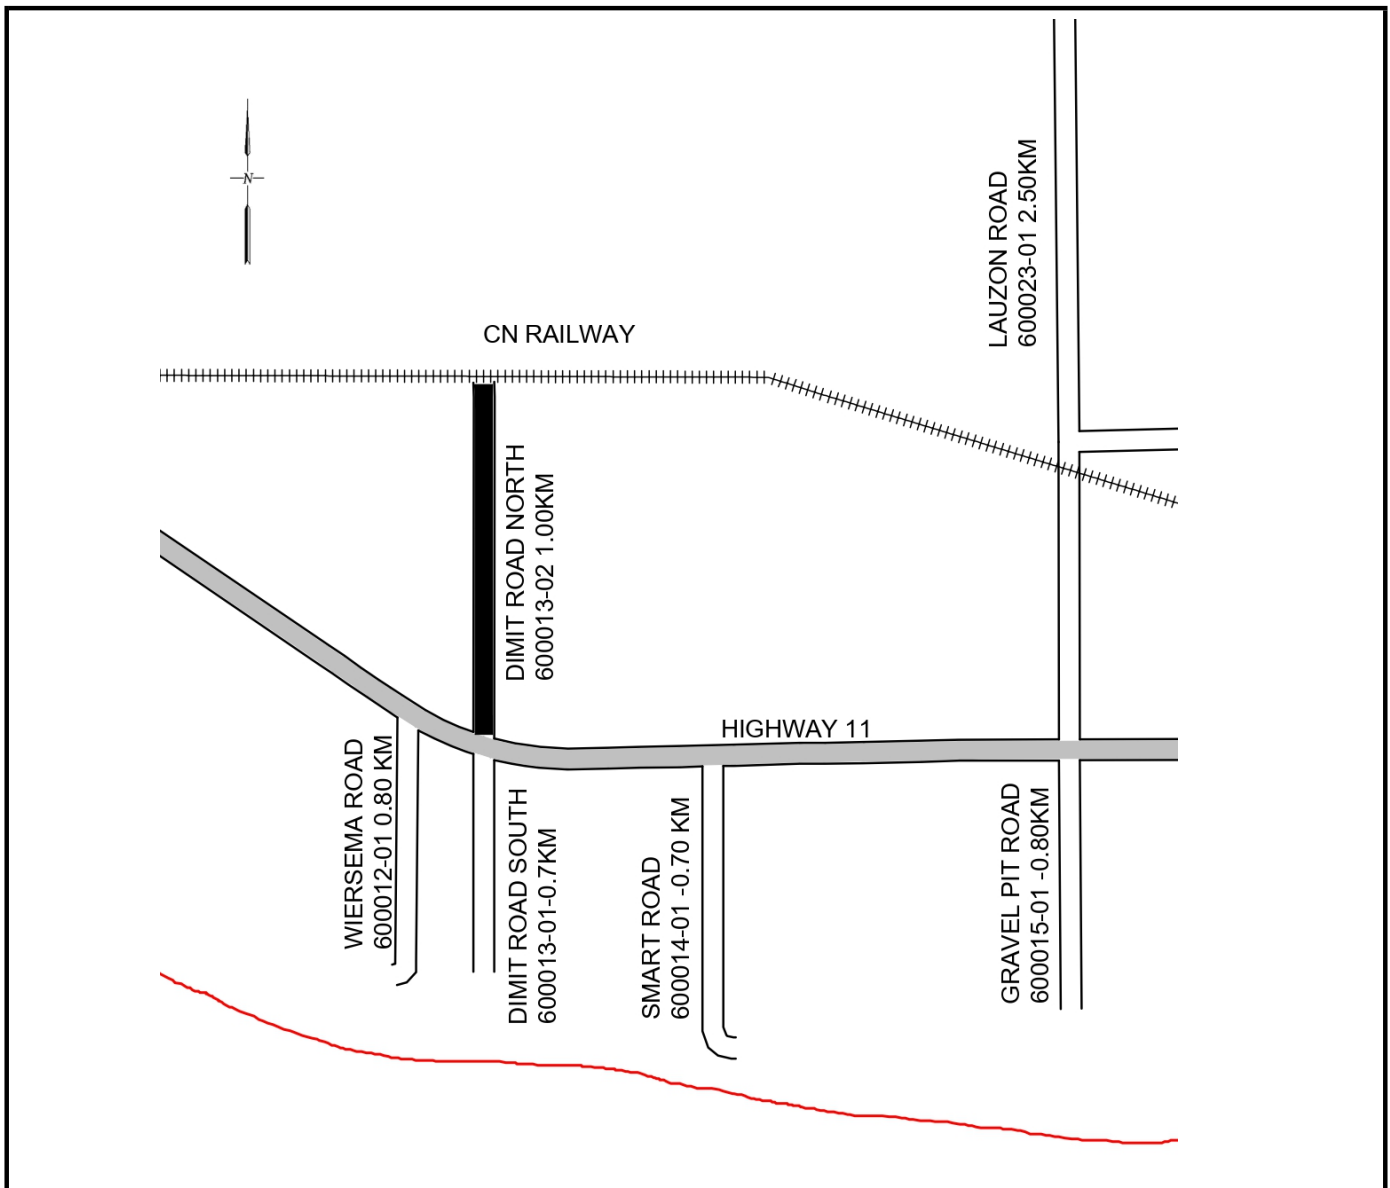 N
LAUZON ROAD
600023-01 2.50KM
CN RAILWAY
DIMIT ROAD NORTH
600013-02 1.00KM
HIGHWAY 11
WIERSEMA ROAD
600012-01 0.80 KM
DIMIT ROAD SOUTH
600013-01-0.7KM
SMART ROAD
600014-01 -0.70 KM
GRAVEL PIT ROAD
600015-01 -0.80KM